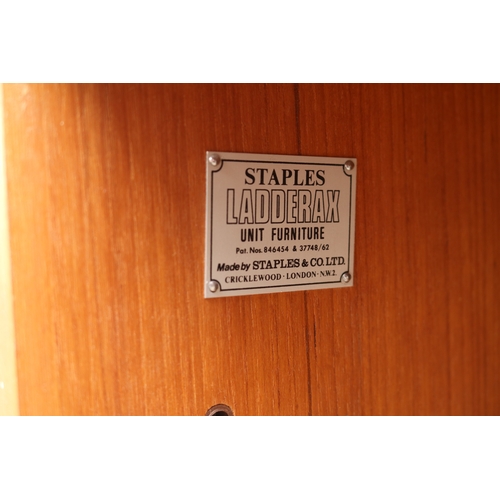 STAPLES
LADDERAX
UNIT FURNITURE
Pat. Nos. 846454 & 37748/62
Made by STAPLES & CO. LTD.
CRICKLEWOOD · LONDON · N.W.2.